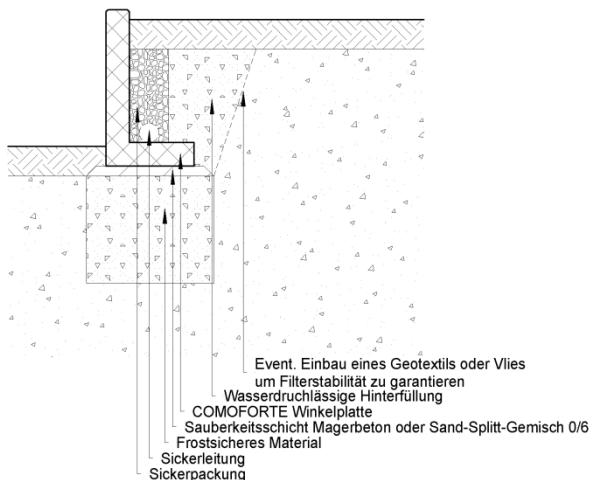 Event. Einbau eines Geotextils oder Vlies
um Filterstabilität zu garantieren
Wasserdruchlässige Hinterfüllung
COMOFORTE Winkelplatte
Sauberkeitsschicht Magerbeton oder Sand-Splitt-Gemisch 0/6
Frostsicheres Material
Sickerleitung
Sickerpackung